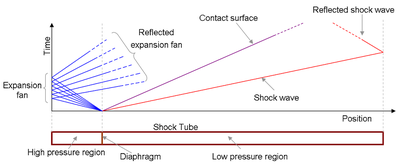 Reflected shock wave
Contact surface
Reflected
expansion fan
Time
Expansion
fan
Shock wave
Position
Shock Tube
High pressure region
Diaphragm
Low pressure region